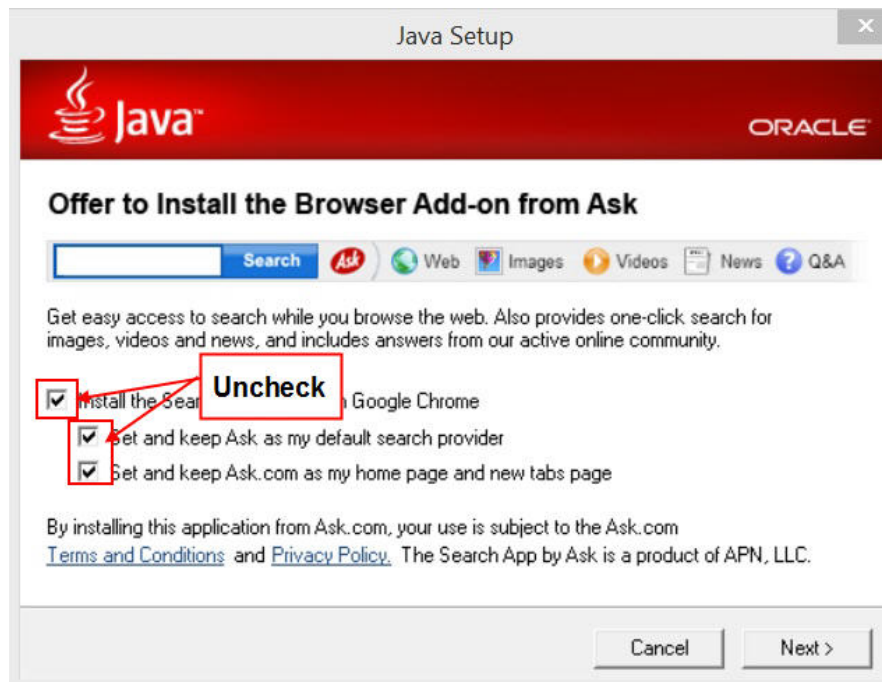 Java Setup
Java™
ORACLE
Offer to Install the Browser Add-on from Ask
Search Ask Web Images Videos News Q&A
Get easy access to search while you browse the web. Also provides one-click search for
images, videos and news, and includes answers from our active online community.
Uncheck
Install the Sear Google Chrome
Set and keep Ask as my default search provider
Set and keep Ask.com as my home page and new tabs page
By installing this application from Ask.com, your use is subject to the Ask.com
Terms and Conditions and Privacy Policy. The Search App by Ask is a product of APN, LLC.
Cancel Next >